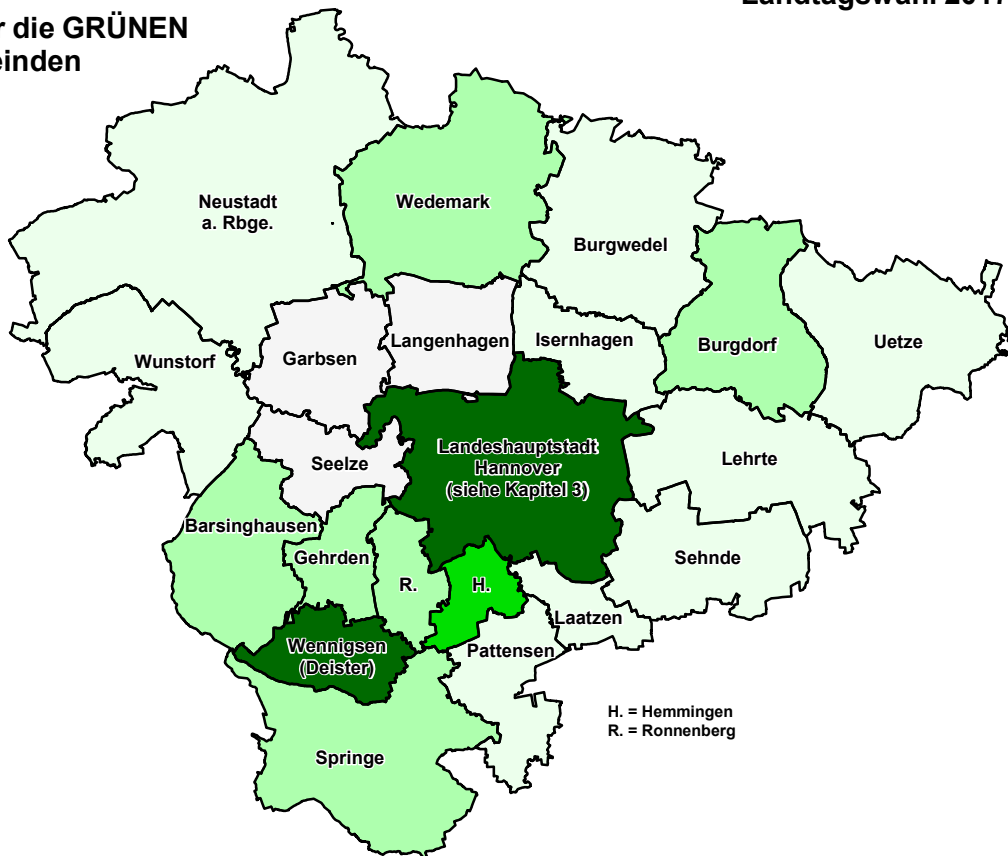 die GRÜNEN
Neustadt
a. Rbge.
Wedemark
Burgwedel
Wunstorf
Garbsen
Langenhagen
Isernhagen
Burgdorf
Uetze
Seelze
Landeshauptstadt
Hannover
(siehe Kapitel 3)
Lehrte
Barsinghausen
Gehrden
R.
H.
Sehnde
Laatzen
Wennigsen
(Deister)
Pattensen
H. = Hemmingen
R. = Ronnenberg
Springe